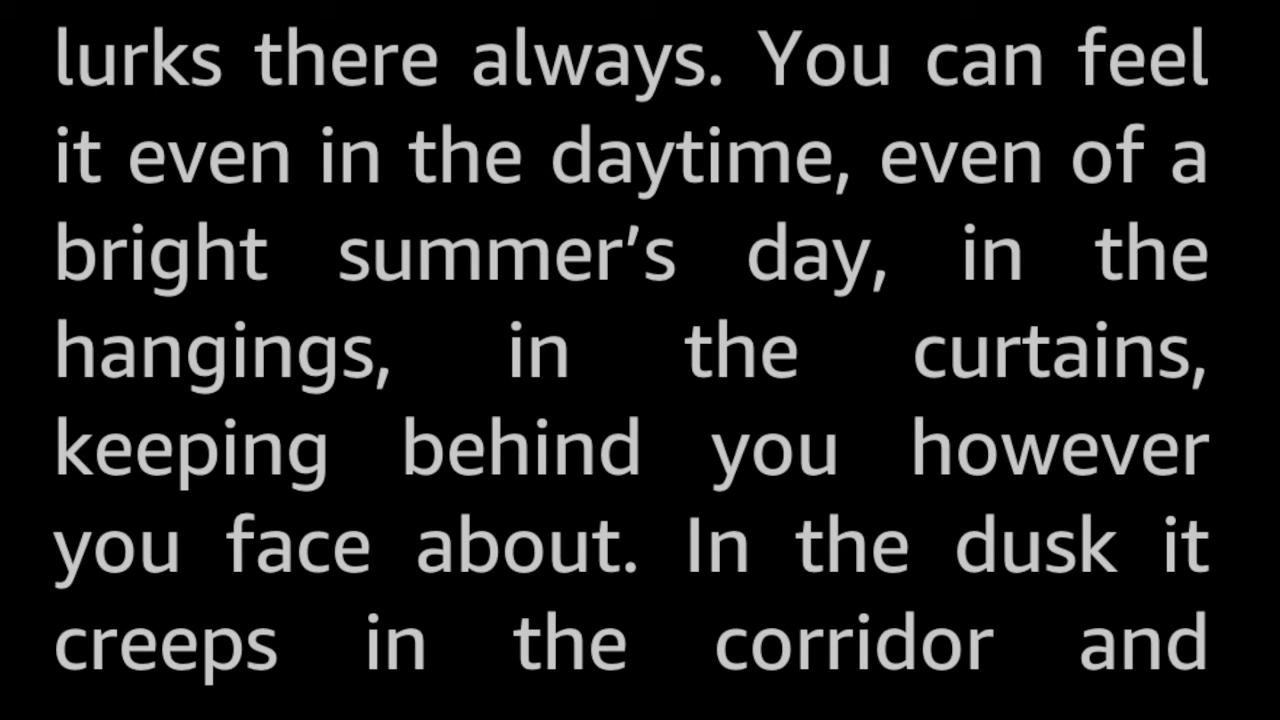 lurks there always. You can feel
it even in the daytime, even of a
bright summer’s day, in the
hangings, in the curtains,
keeping behind you however
you face about. In the dusk it
creeps in the corridor and